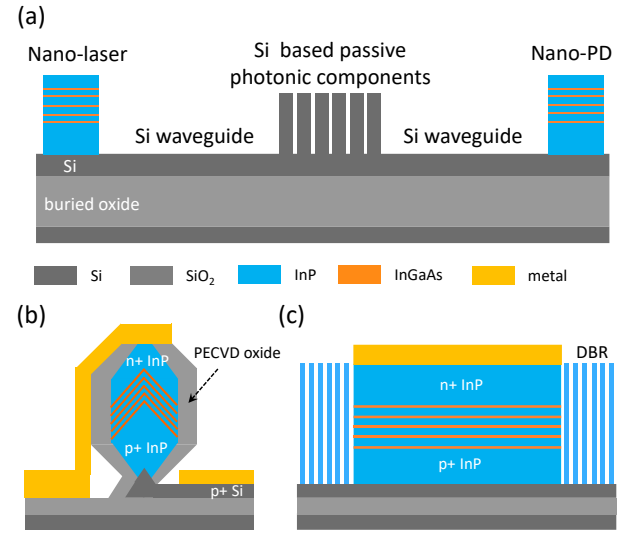 (a)
Nano-laser
Si based passive
photonic components
Nano-PD
Si waveguide
Si waveguide
Si
buried oxide
Si
SiO₂
InP
InGaAs
metal
(b)
n+ InP
PECVD oxide
p+ InP
p+ Si
(c)
DBR
n+ InP
p+ InP